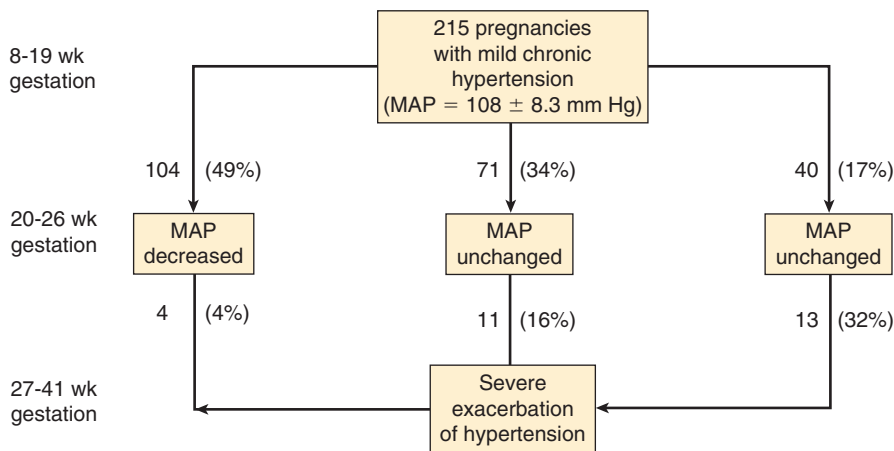 8-19 wk
gestation
215 pregnancies
with mild chronic
hypertension
(MAP = 108 ± 8.3 mm Hg)
104 (49%)
71 (34%)
40 (17%)
20-26 wk
gestation
MAP
decreased
MAP
unchanged
MAP
unchanged
4 (4%)
11 (16%)
13 (32%)
27-41 wk
gestation
Severe
exacerbation
of hypertension